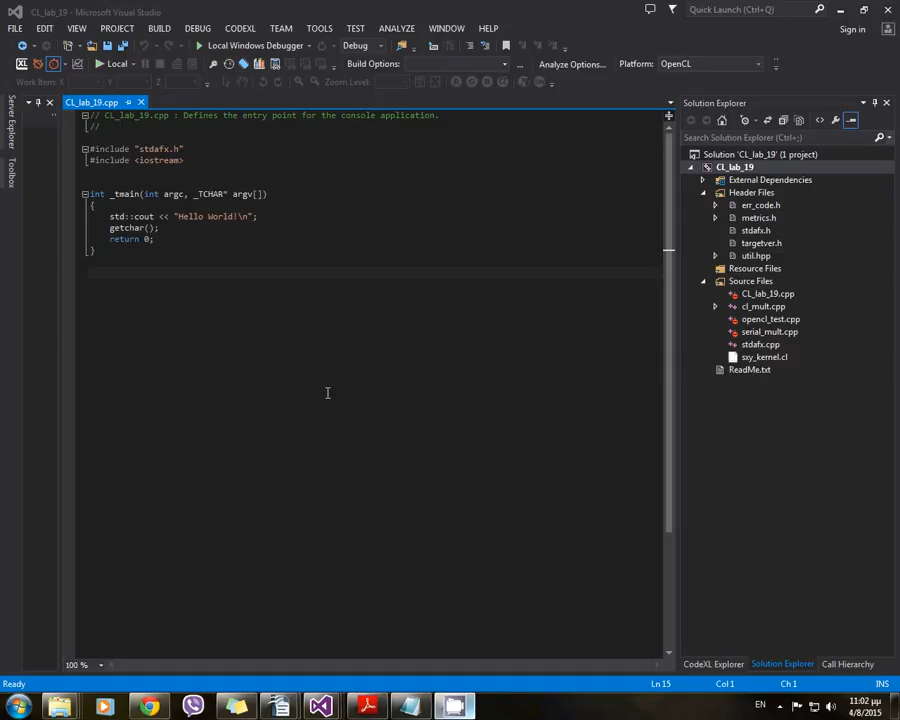 CL_lab_19 - Microsoft Visual Studio
Quick Launch (Ctrl+Q)
FILE EDIT VIEW PROJECT BUILD DEBUG CODEXL TEAM TOOLS TEST ANALYZE WINDOW HELP
Sign in
Local Windows Debugger Debug
XL Local Build Options: Analyze Options... Platform: OpenCL
Work Item: X: Y: Z: Zoom Level:
Server Explorer
Toolbox
CL_lab_19.cpp
// CL_lab_19.cpp : Defines the entry point for the console application.
//
#include "stdafx.h"
#include <iostream>
int _tmain(int argc, _TCHAR* argv[])
{
std::cout << "Hello World!\n";
getchar();
return 0;
}
100 %
Solution Explorer
Search Solution Explorer (Ctrl+;)
Solution 'CL_lab_19' (1 project)
CL_lab_19
External Dependencies
Header Files
err_code.h
metrics.h
stdafx.h
targetver.h
util.hpp
Resource Files
Source Files
CL_lab_19.cpp
cl_mult.cpp
opencl_test.cpp
serial_mult.cpp
stdafx.cpp
sxy_kernel.cl
ReadMe.txt
CodeXL Explorer Solution Explorer Call Hierarchy
Ready Ln 15 Col 1 Ch 1 INS
EN 11:02 μμ
4/8/2015